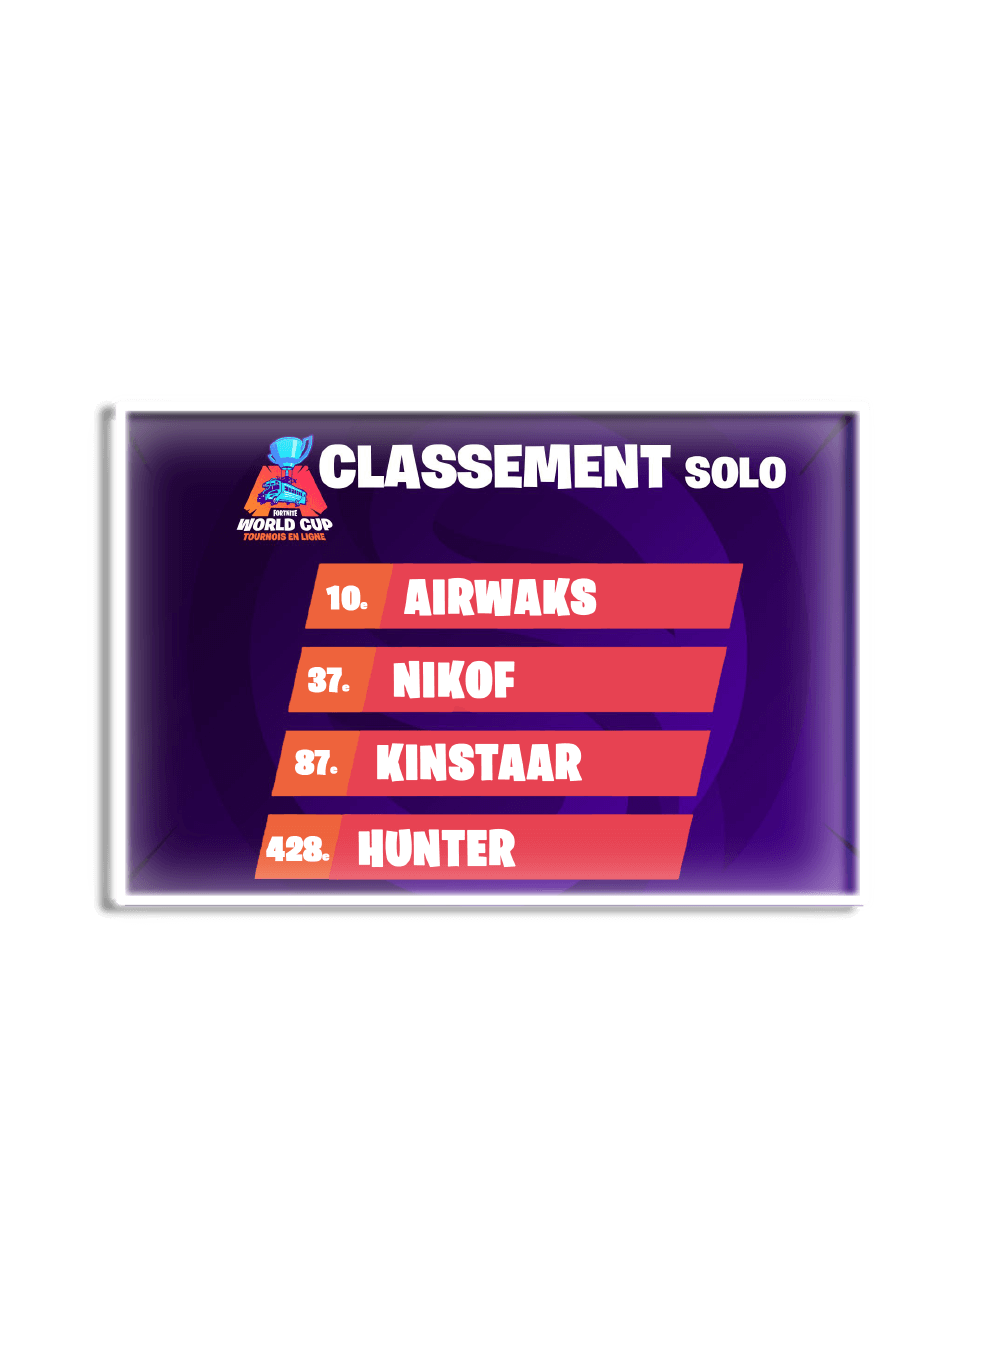 CLASSEMENT SOLO
FORTNITE
WORLD CUP
TOURNOIS EN LIGNE
10e AIRWAKS
37e NIKOF
87e KINSTAAR
428e HUNTER